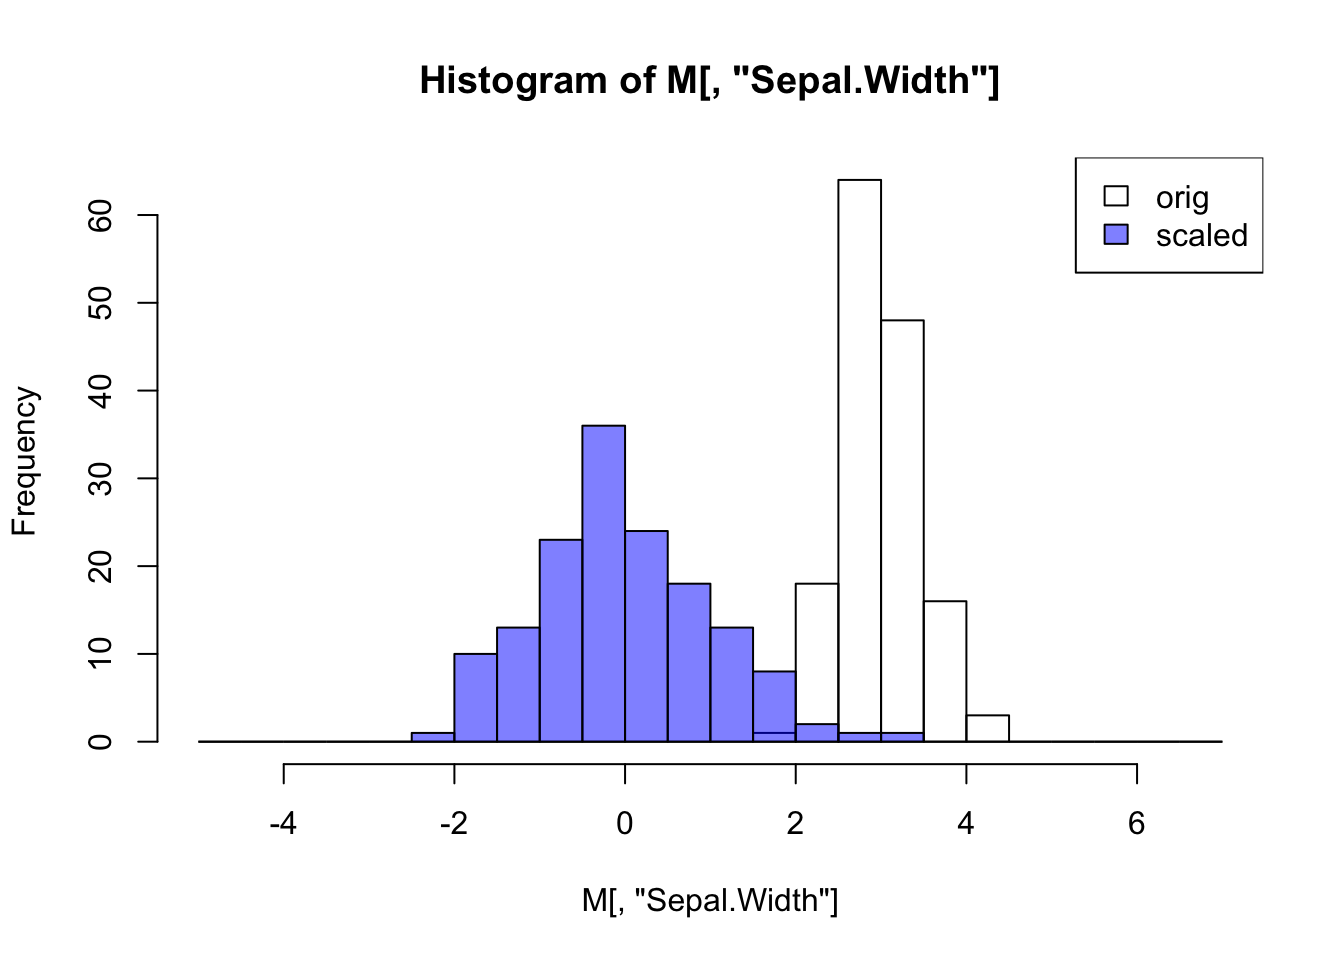 Histogram of M[, "Sepal.Width"]
orig
scaled
Frequency
60
50
40
30
20
10
0
-4 -2 0 2 4 6
M[, "Sepal.Width"]